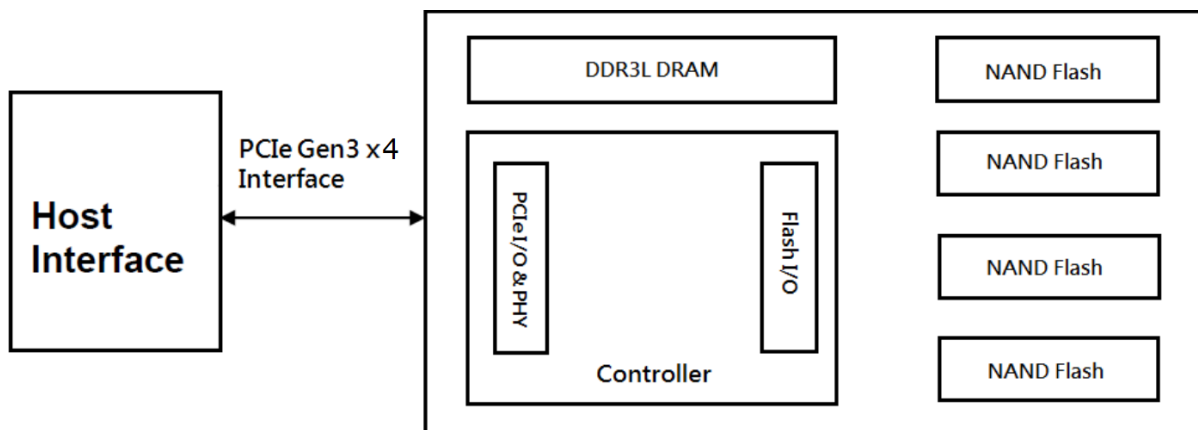 Host
Interface
PCIe Gen3 x4
Interface
DDR3L DRAM
PCIe I/O & PHY
Flash I/O
Controller
NAND Flash
NAND Flash
NAND Flash
NAND Flash